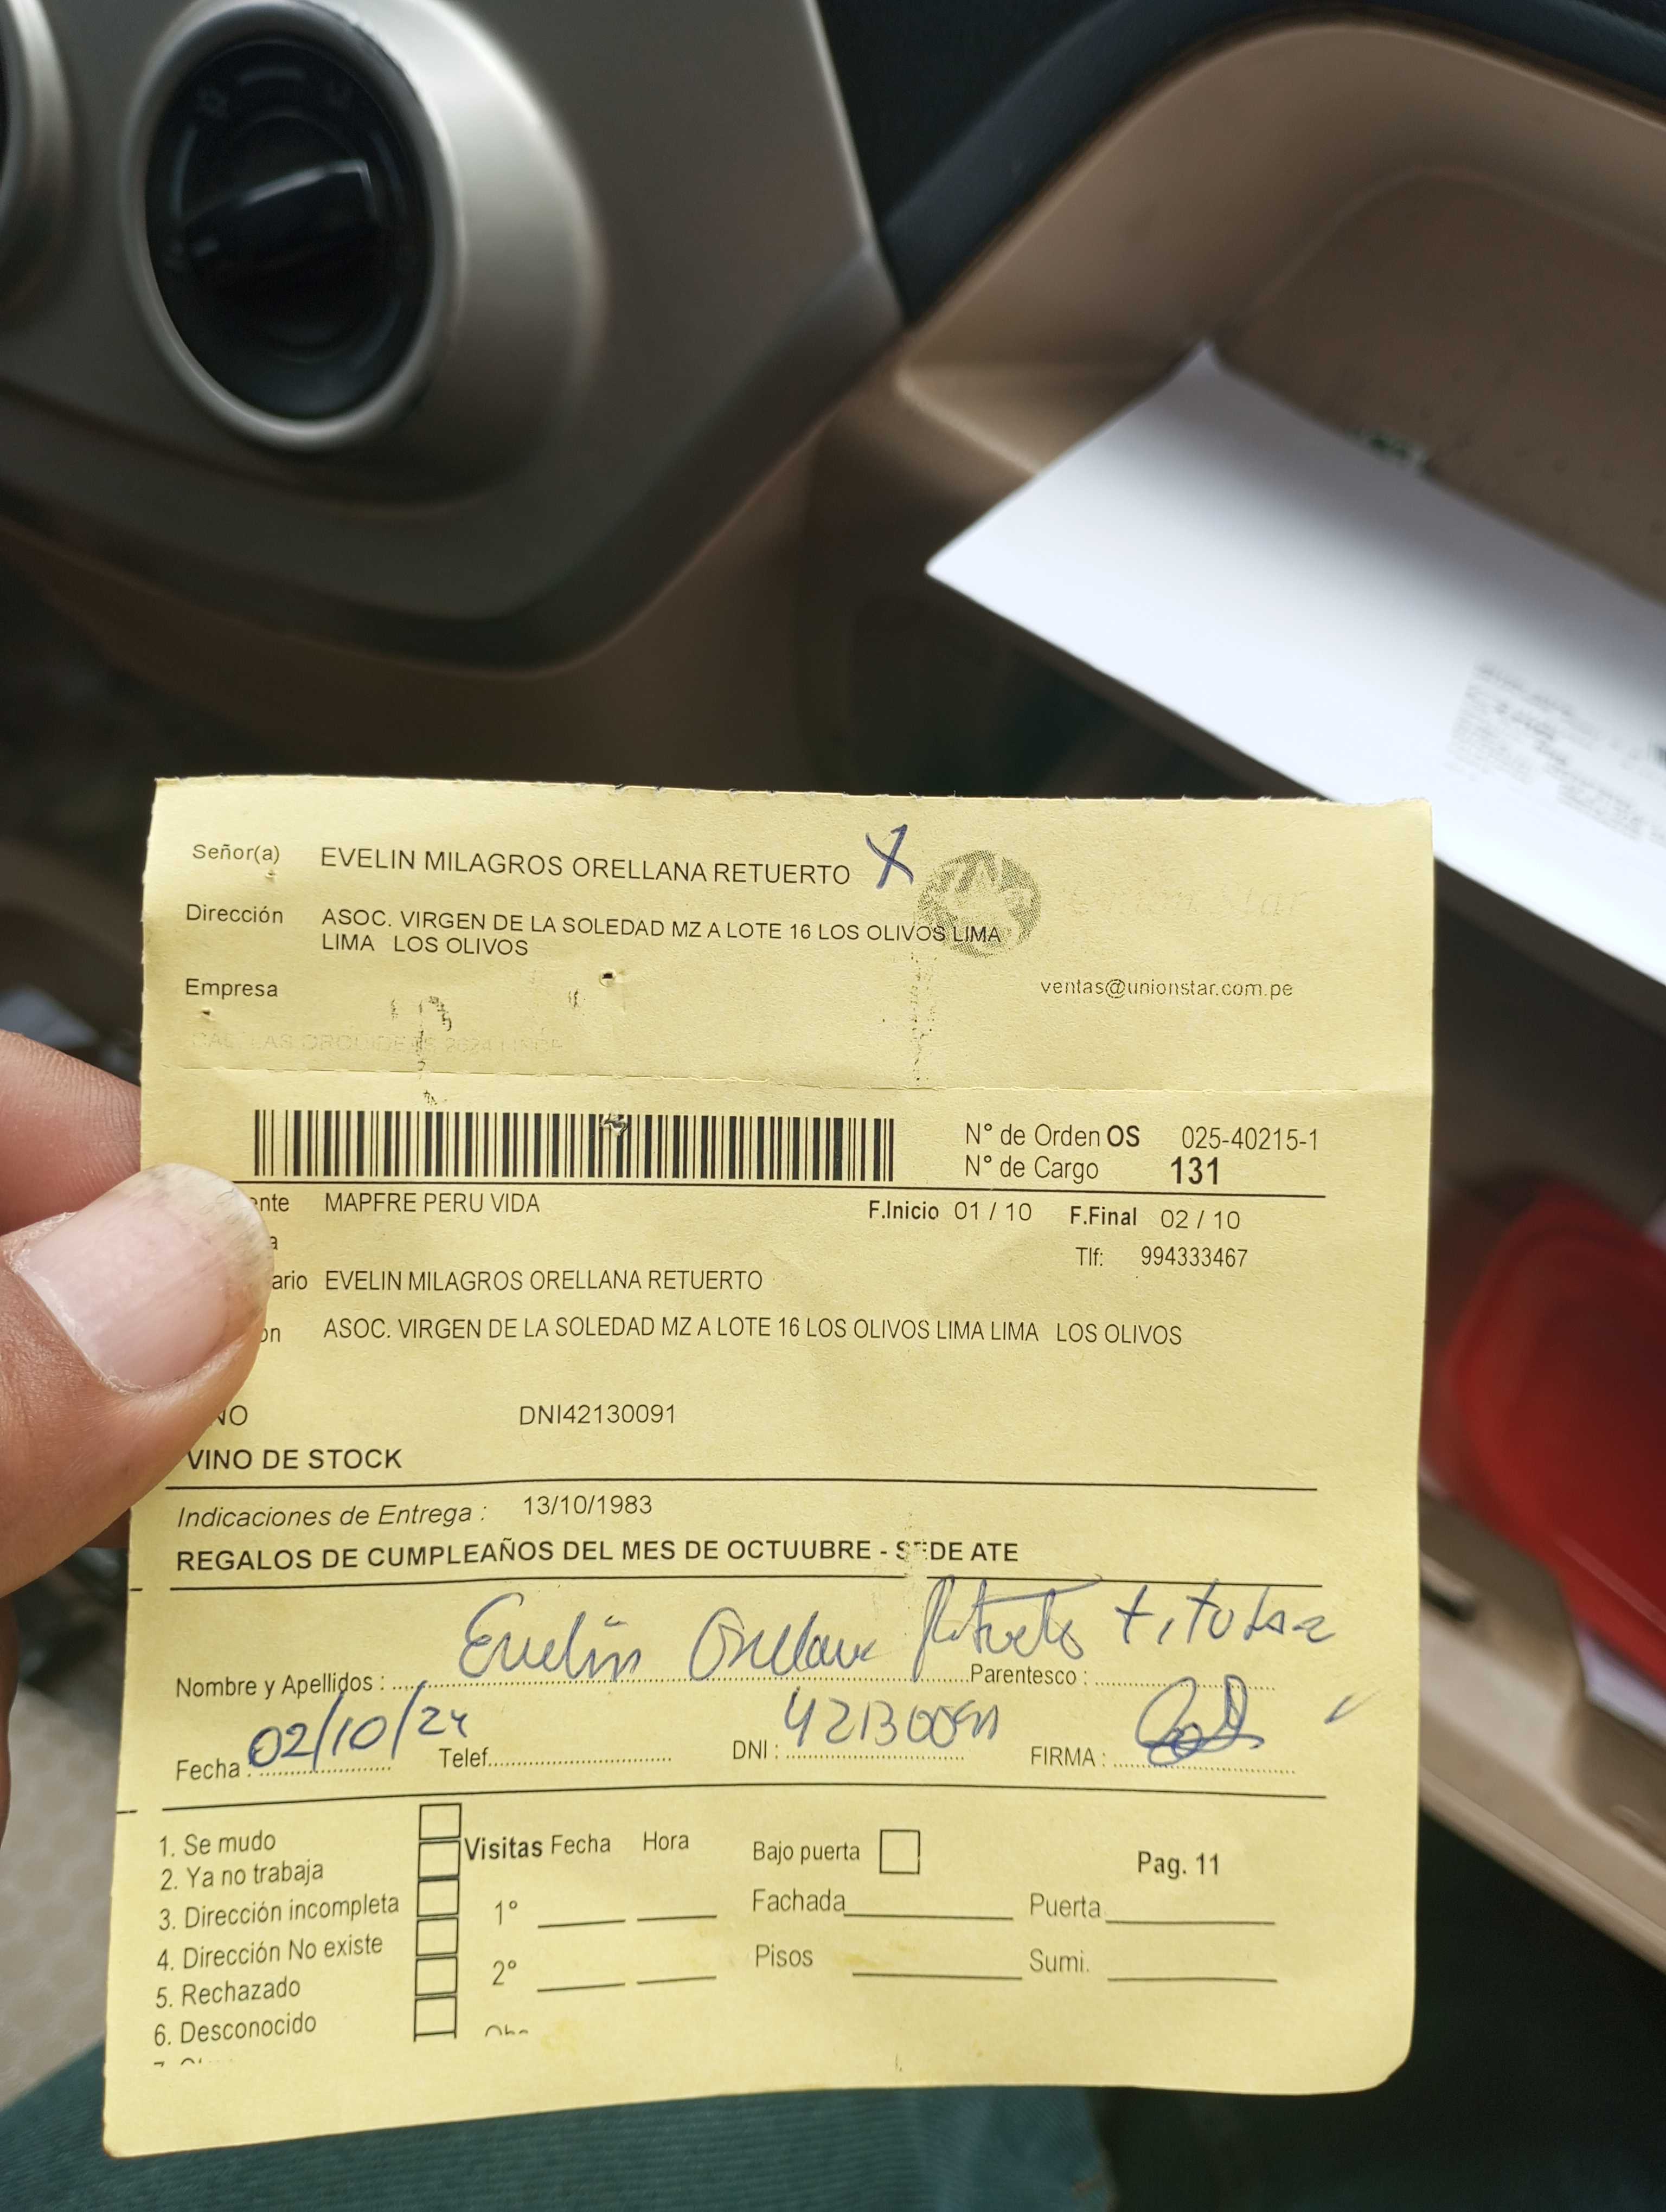 Señor(a) EVELIN MILAGROS ORELLANA RETUERTO X
Dirección ASOC. VIRGEN DE LA SOLEDAD MZ A LOTE 16 LOS OLIVOS LIMA
LIMA LOS OLIVOS
Empresa
ventas@unionstar.com.pe
N° de Orden OS 025-40215-1
N° de Cargo 131
MAPFRE PERU VIDA F.Inicio 01 / 10 F.Final 02 / 10
Tlf: 994333467
EVELIN MILAGROS ORELLANA RETUERTO
ASOC. VIRGEN DE LA SOLEDAD MZ A LOTE 16 LOS OLIVOS LIMA LIMA LOS OLIVOS
DNI42130091
VINO DE STOCK
Indicaciones de Entrega : 13/10/1983
REGALOS DE CUMPLEAÑOS DEL MES DE OCTUUBRE - SEDE ATE
Nombre y Apellidos : Evelin Orellana Retuerto Parentesco : titular
Fecha : 02/10/24 Telef. DNI : 42130091 FIRMA :
1. Se mudo
2. Ya no trabaja
3. Dirección incompleta
4. Dirección No existe
5. Rechazado
6. Desconocido
Visitas Fecha Hora
1°
2°
Bajo puerta
Pag. 11
Fachada Puerta
Pisos Sumi.